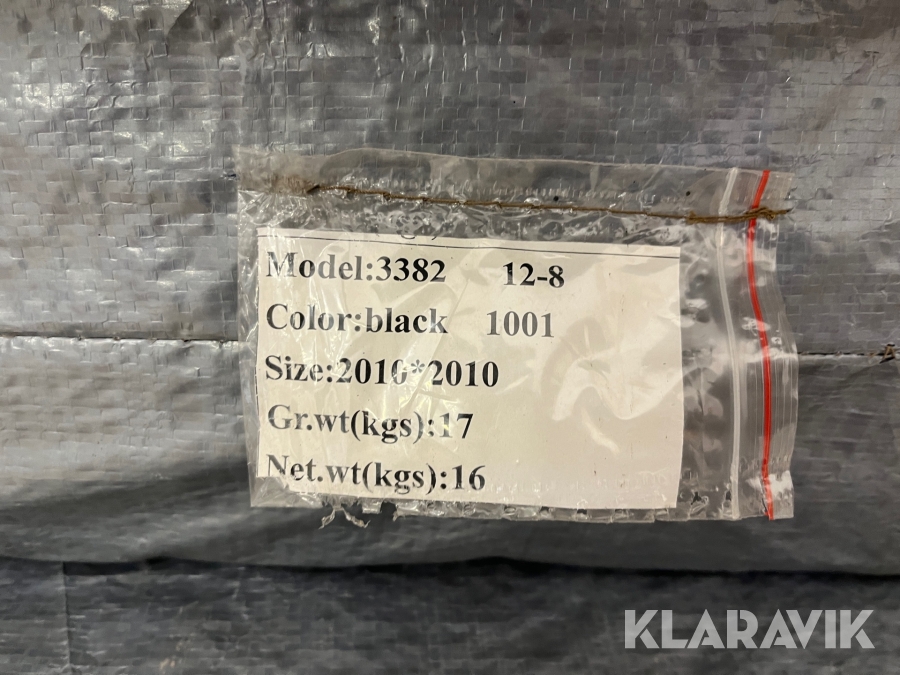 Model:3382 12-8
Color:black 1001
Size:2010*2010
Gr.wt(kgs):17
Net.wt(kgs):16
KLARAVIK